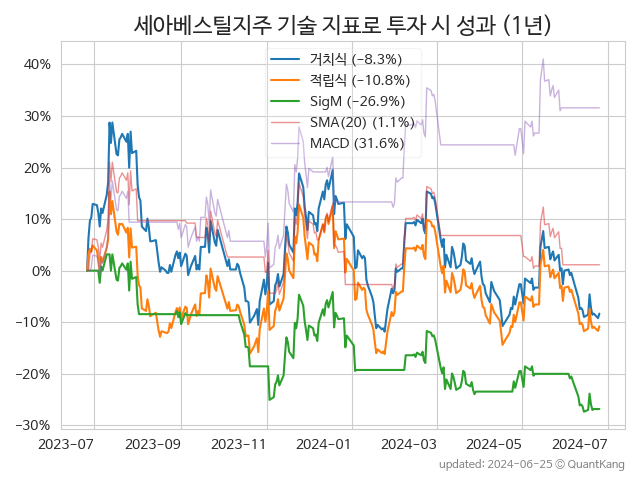 세아베스틸지주 기술 지표로 투자 시 성과 (1년)
거치식 (−8.3%)
적립식 (−10.8%)
SigM (−26.9%)
SMA(20) (1.1%)
MACD (31.6%)
40%
30%
20%
10%
0%
−10%
−20%
−30%
2023-07 2023-09 2023-11 2024-01 2024-03 2024-05 2024-07
updated: 2024-06-25 ⓒ QuantKang